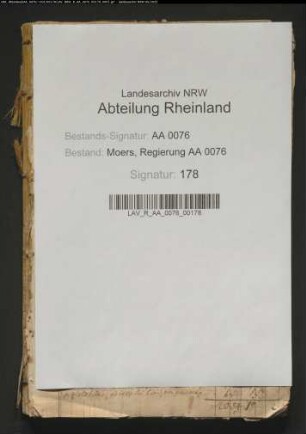 Landesarchiv NRW
Abteilung Rheinland
Bestands-Signatur: AA 0076
Bestand: Moers, Regierung AA 0076
Signatur: 178
LAV_R_AA_0076_00178